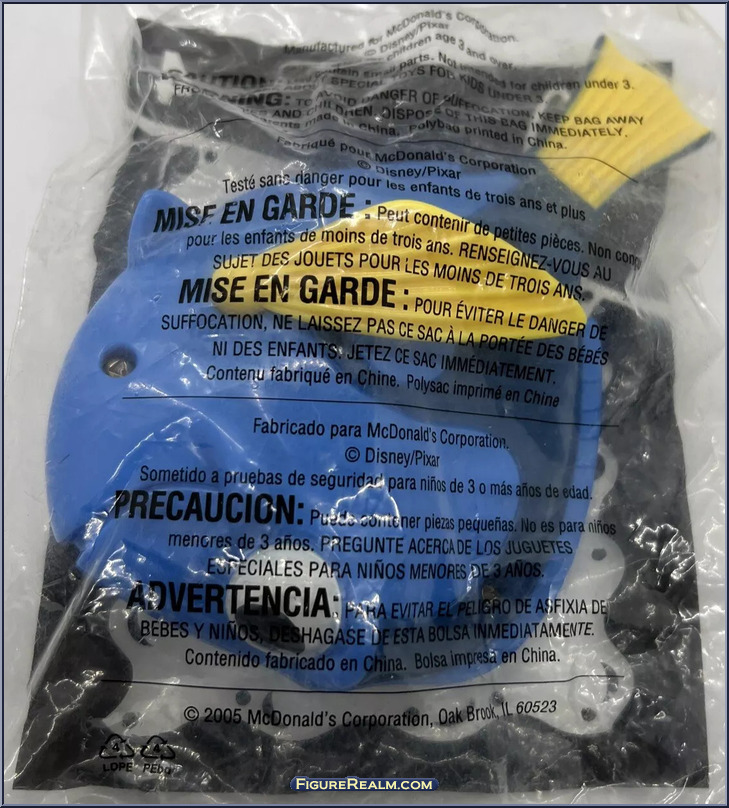 Manufactured for McDonald's Corporation.
© Disney/Pixar
children age 3 and over.
small parts. Not intended for children under 3.
CAUTION
ABOUT SPECIAL TOYS FOR KIDS UNDER 3.
WARNING: TO AVOID DANGER OF SUFFOCATION, KEEP BAG AWAY
AND CHILDREN. DISPOSE OF THIS BAG IMMEDIATELY.
made in China. Polybag printed in China.
Fabriqué pour McDonald's Corporation
© Disney/Pixar
Testé sans danger pour les enfants de trois ans et plus
MISE EN GARDE : Peut contenir de petites pièces. Non
pour les enfants de moins de trois ans. RENSEIGNEZ-VOUS AU
SUJET DES JOUETS POUR LES MOINS DE TROIS ANS.
MISE EN GARDE : POUR ÉVITER LE DANGER DE
SUFFOCATION, NE LAISSEZ PAS CE SAC À LA PORTÉE DES BÉBÉS
NI DES ENFANTS. JETEZ CE SAC IMMÉDIATEMENT.
Contenu fabriqué en Chine. Polysac imprimé en Chine
Fabricado para McDonald's Corporation.
© Disney/Pixar
Sometido a pruebas de seguridad para niños de 3 o más años de edad.
PRECAUCION: Puede contener piezas pequeñas. No es para niños
menores de 3 años. PREGUNTE ACERCA DE LOS JUGUETES
ESPECIALES PARA NIÑOS MENORES DE 3 AÑOS.
ADVERTENCIA: PARA EVITAR EL PELIGRO DE ASFIXIA DE
BEBES Y NIÑOS, DESHAGASE DE ESTA BOLSA INMEDIATAMENTE.
Contenido fabricado en China. Bolsa impresa en China.
© 2005 McDonald's Corporation, Oak Brook, IL 60523
4 4
LDPE PEbd
FIGUREREALM.COM